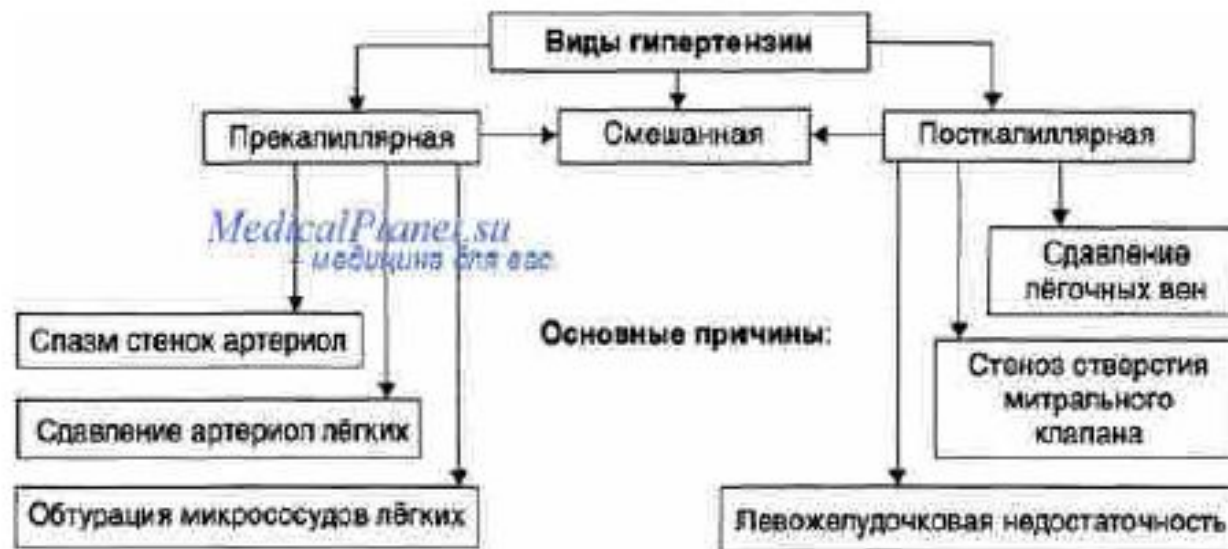 Виды гипертензии
Прекапиллярная
Смешанная
Посткапиллярная
MedicalPlanet.su
- медицина для вас.
Сдавление
лёгочных вен
Основные причины:
Спазм стенок артериол
Стеноз отверстия
митрального
клапана
Сдавление артериол лёгких
Обтурация микрососудов лёгких
Левожелудочковая недостаточность